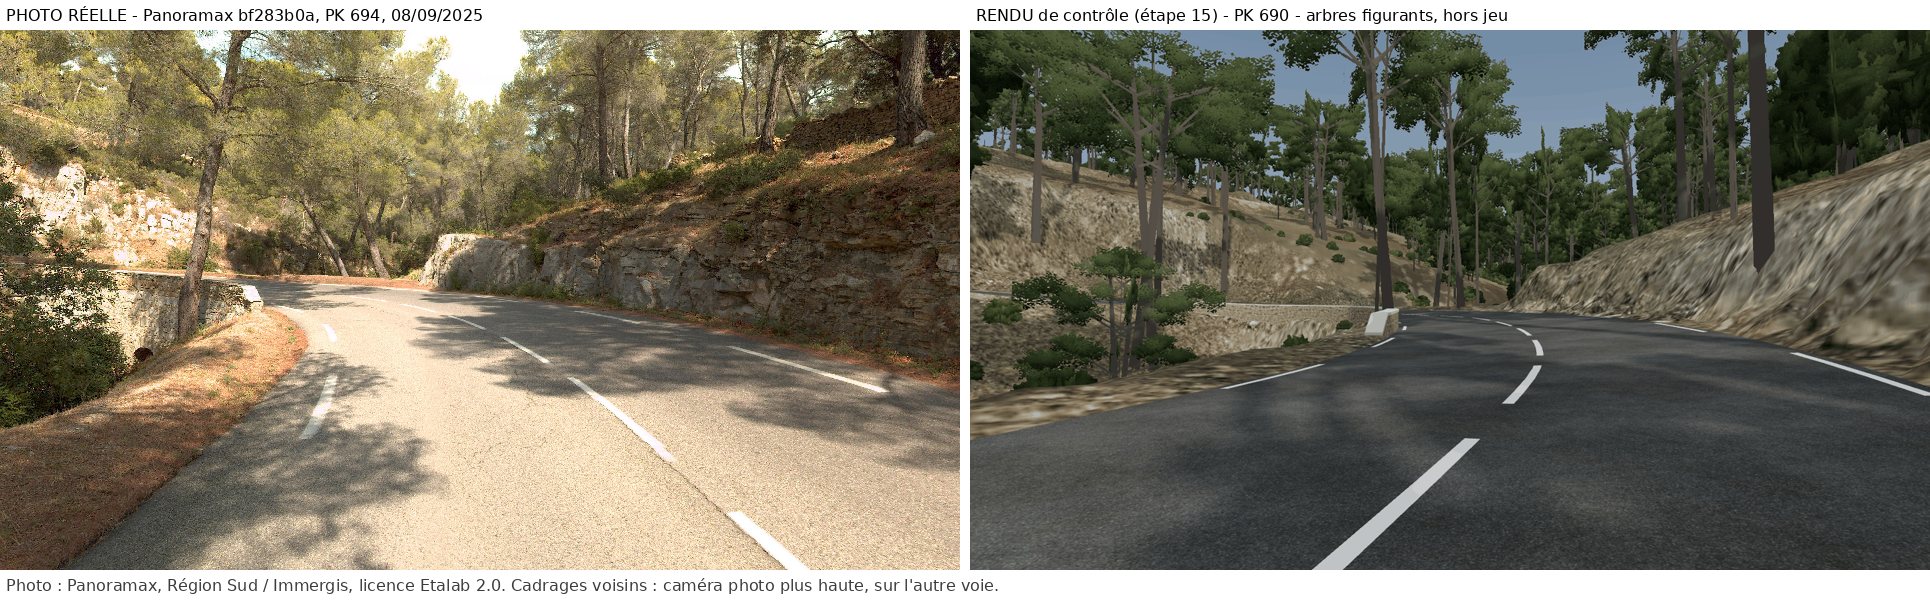 PHOTO RÉELLE - Panoramax bf283b0a, PK 694, 08/09/2025
RENDU de contrôle (étape 15) - PK 690 - arbres figurants, hors jeu
Photo : Panoramax, Région Sud / Immergis, licence Etalab 2.0. Cadrages voisins : caméra photo plus haute, sur l'autre voie.